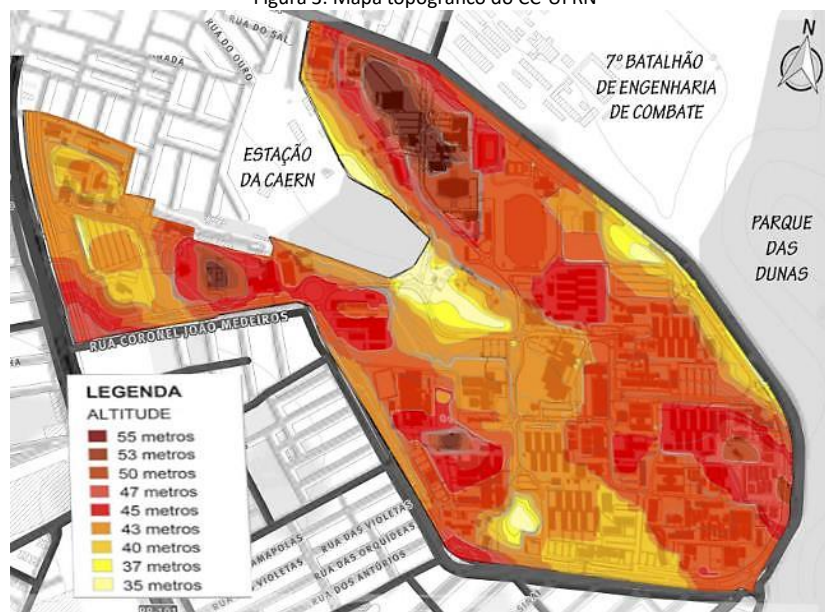 Figura 3: Mapa topográfico do CC-UFRN
RUA DO SAL
RUA DO OURO
N
7º BATALHÃO
DE ENGENHARIA
DE COMBATE
ESTAÇÃO
DA CAERN
PARQUE
DAS
DUNAS
RUA CORONEL JOÃO MEDEIROS
LEGENDA
ALTITUDE
55 metros
53 metros
50 metros
47 metros
45 metros
43 metros
40 metros
37 metros
35 metros
RUA DAS VIOLETAS
RUA DAS ORQUÍDEAS
RUA DOS ANTÚRIOS